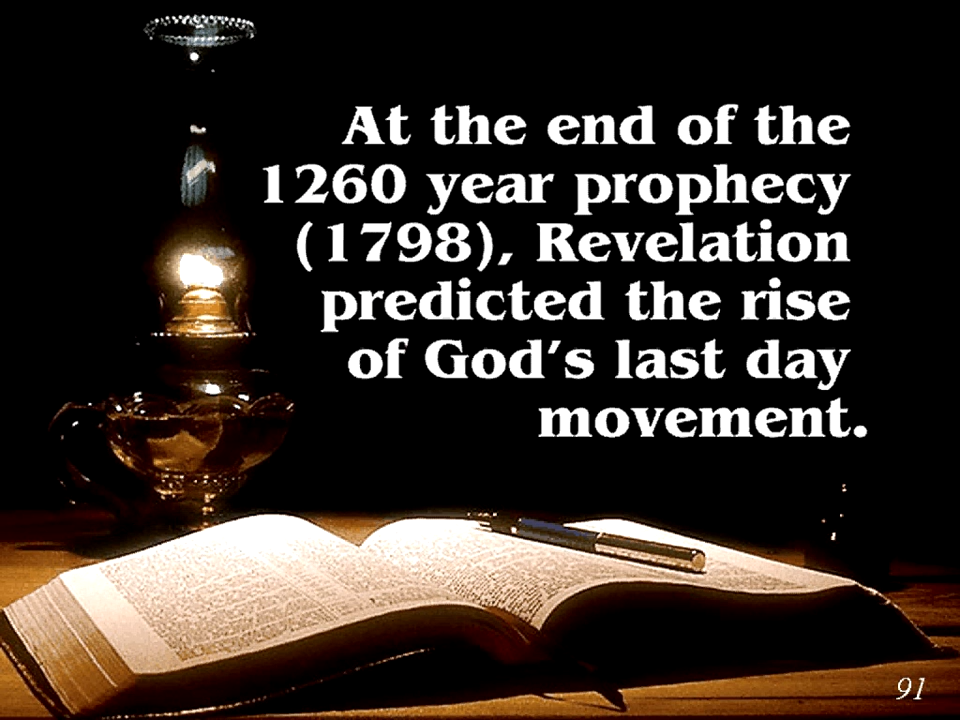 At the end of the
1260 year prophecy
(1798), Revelation
predicted the rise
of God's last day
movement.
91